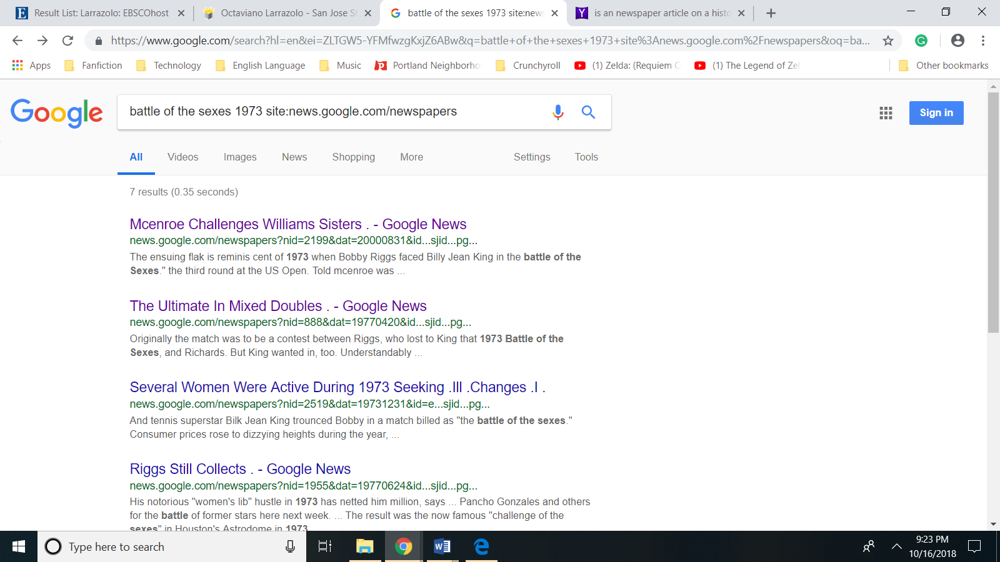 Result List: Larrazolo: EBSCOhost
Octaviano Larrazolo - San Jose St
battle of the sexes 1973 site:news
is an newspaper article on a histo
https://www.google.com/search?hl=en&ei=ZLTGW5-YFMfwzgKxjZ6ABw&q=battle+of+the+sexes+1973+site%3Anews.google.com%2Fnewspapers&oq=ba...
Apps
Fanfiction
Technology
English Language
Music
Portland Neighborho
Crunchyroll
(1) Zelda: (Requiem C
(1) The Legend of Zel
Other bookmarks
Google
battle of the sexes 1973 site:news.google.com/newspapers
Sign in
All
Videos
Images
News
Shopping
More
Settings
Tools
7 results (0.35 seconds)
Mcenroe Challenges Williams Sisters . - Google News
news.google.com/newspapers?nid=2199&dat=20000831&id...sjid...pg...
The ensuing flak is reminis cent of 1973 when Bobby Riggs faced Billy Jean King in the battle of the
Sexes." the third round at the US Open. Told mcenroe was ...
The Ultimate In Mixed Doubles . - Google News
news.google.com/newspapers?nid=888&dat=19770420&id...sjid...pg...
Originally the match was to be a contest between Riggs, who lost to King that 1973 Battle of the
Sexes, and Richards. But King wanted in, too. Understandably ...
Several Women Were Active During 1973 Seeking .Ill .Changes .I .
news.google.com/newspapers?nid=2519&dat=19731231&id=e...sjid...pg...
And tennis superstar Bilk Jean King trounced Bobby in a match billed as "the battle of the sexes."
Consumer prices rose to dizzying heights during the year, ...
Riggs Still Collects . - Google News
news.google.com/newspapers?nid=1955&dat=19770624&id...sjid...pg...
His notorious "women's lib" hustle in 1973 has netted him million, says ... Pancho Gonzales and others
for the battle of former stars here next week. ... The result was the now famous "challenge of the
sexes" in Houston's Astrodome in 1973
Type here to search
9:23 PM
10/16/2018